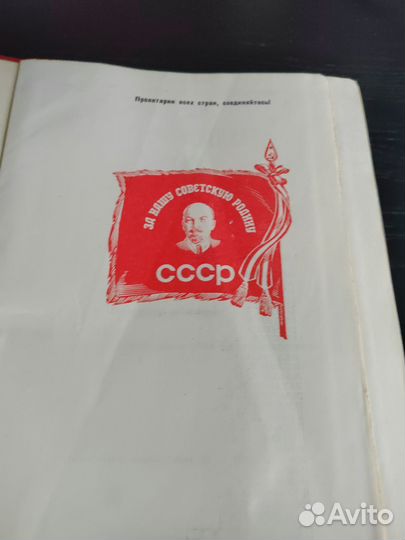 Пролетарии всех стран, соединяйтесь!
ЗА НАШУ СОВЕТСКУЮ РОДИНУ
СССР
Avito